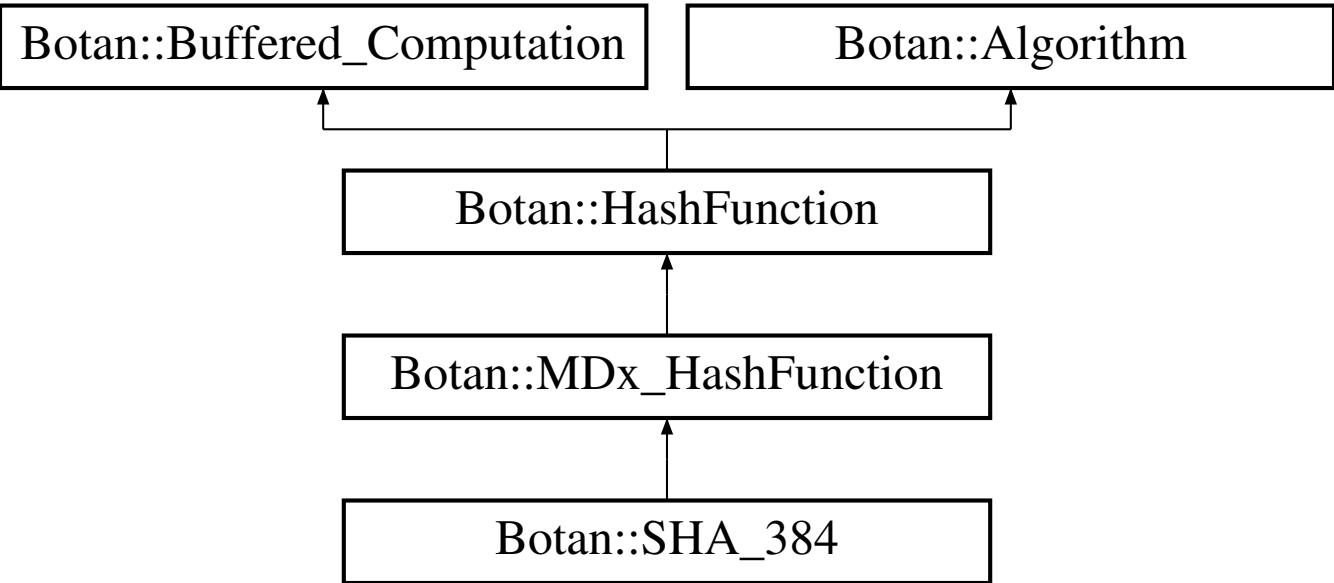 Botan::Buffered_Computation
Botan::Algorithm
Botan::HashFunction
Botan::MDx_HashFunction
Botan::SHA_384